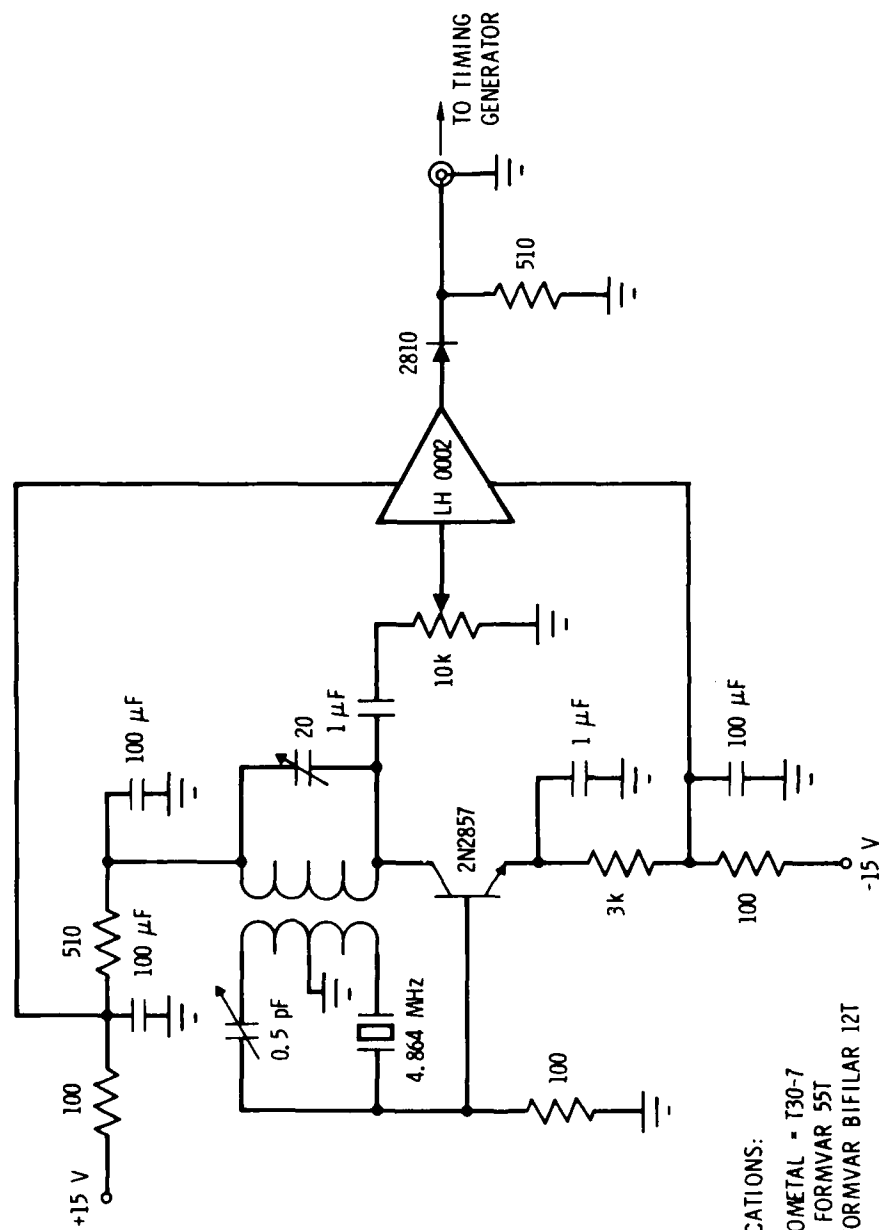 +15 V
100
510
100 μF
100 μF
0.5 pF
4.864 MHz
100
20
1 μF
10k
2N2857
1 μF
3k
100 μF
100
-15 V
LH 0002
2810
510
TO TIMING
GENERATOR
CATIONS:
OMETAL = T30-7
FORMVAR 55T
ORMVAR BIFILAR 12T